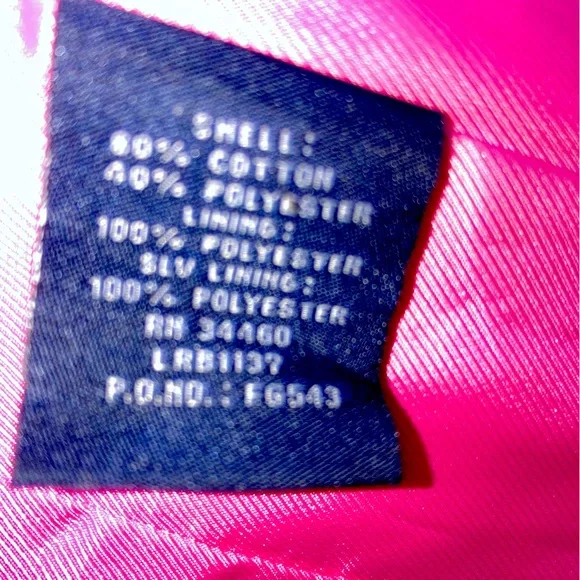 SHELL:
60% COTTON
40% POLYESTER
LINING:
100% POLYESTER
SLV LINING:
100% POLYESTER
RN 34460
LRB1137
P.O.NO.: FG543